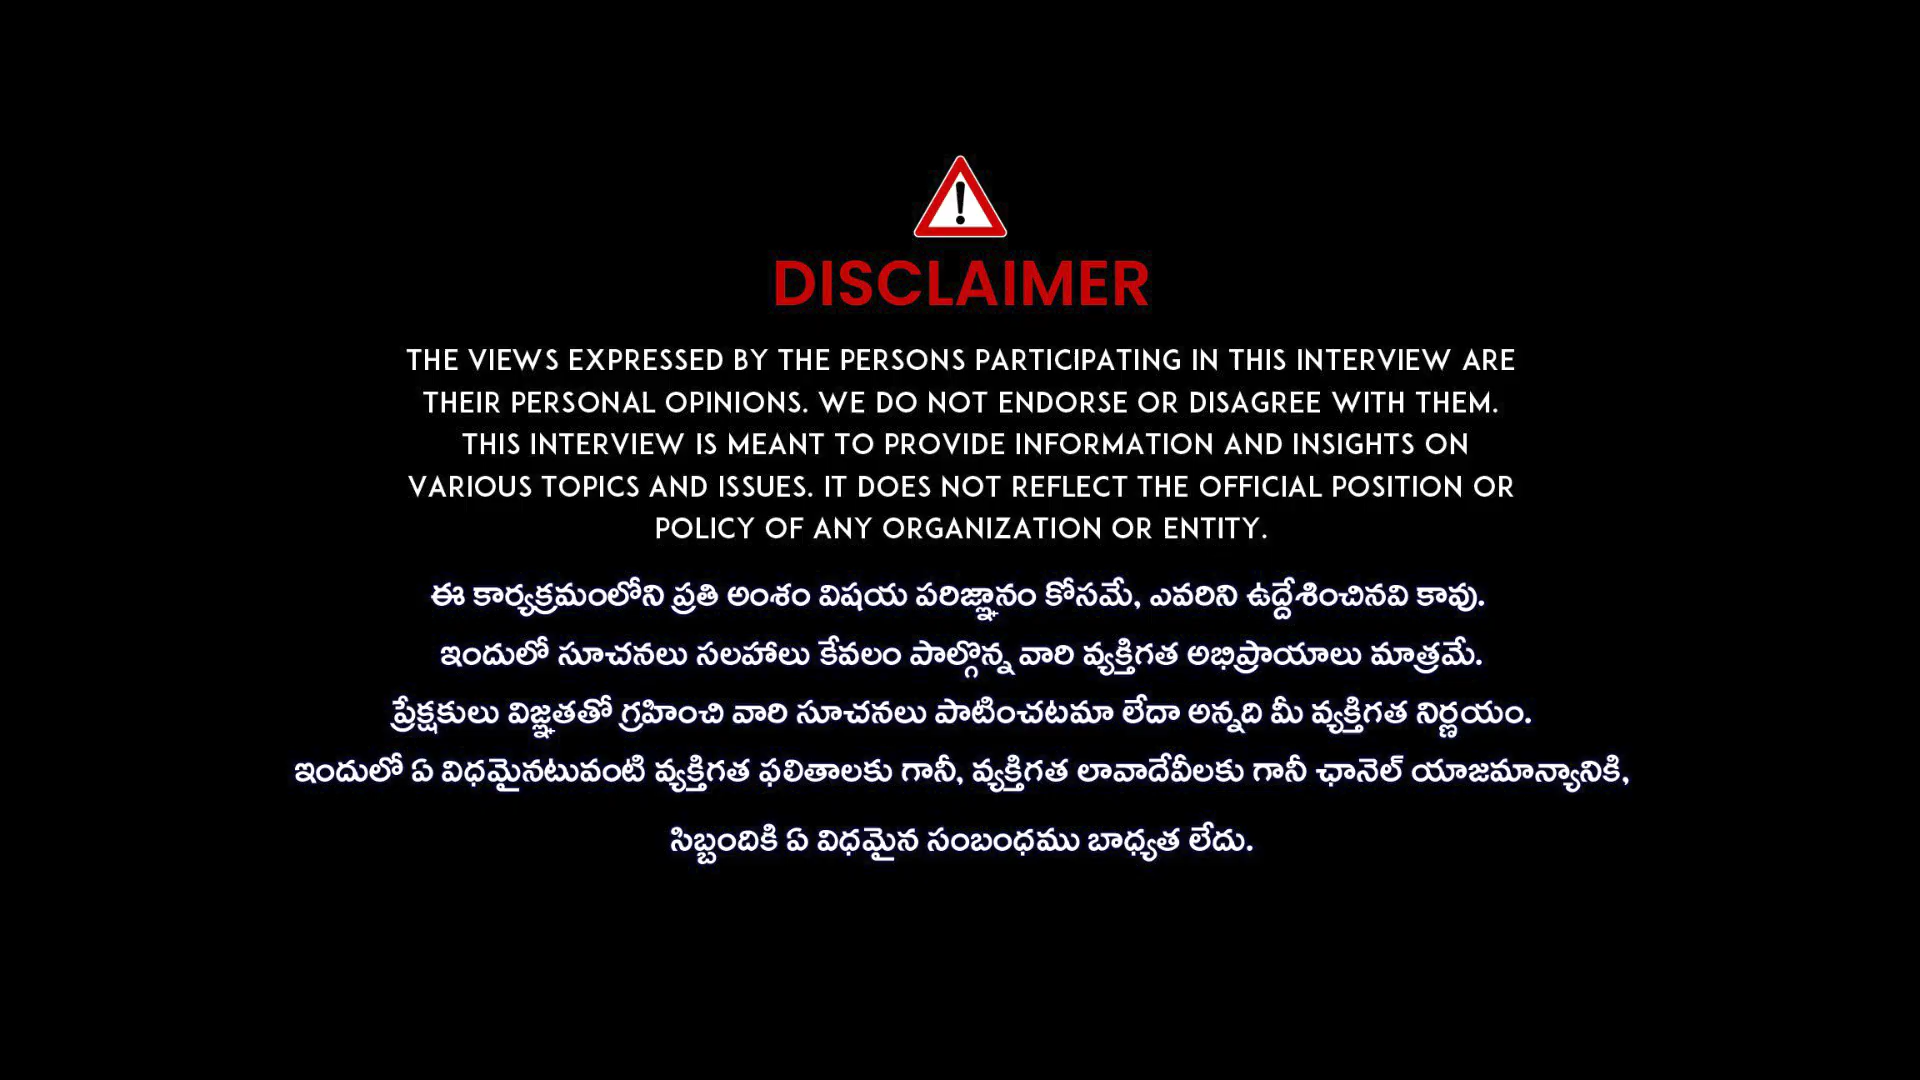 DISCLAIMER
THE VIEWS EXPRESSED BY THE PERSONS PARTICIPATING IN THIS INTERVIEW ARE
THEIR PERSONAL OPINIONS. WE DO NOT ENDORSE OR DISAGREE WITH THEM.
THIS INTERVIEW IS MEANT TO PROVIDE INFORMATION AND INSIGHTS ON
VARIOUS TOPICS AND ISSUES. IT DOES NOT REFLECT THE OFFICIAL POSITION OR
POLICY OF ANY ORGANIZATION OR ENTITY.
ఈ కార్యక్రమంలోని ప్రతి అంశం విషయ పరిజ్ఞానం కోసమే, ఎవరిని ఉద్దేశించినవి కావు.
ఇందులో సూచనలు సలహాలు కేవలం పాల్గొన్న వారి వ్యక్తిగత అభిప్రాయాలు మాత్రమే.
ప్రేక్షకులు విజ్ఞతతో గ్రహించి వారి సూచనలు పాటించటమా లేదా అన్నది మీ వ్యక్తిగత నిర్ణయం.
ఇందులో ఏ విధమైనటువంటి వ్యక్తిగత ఫలితాలకు గానీ, వ్యక్తిగత లావాదేవీలకు గానీ ఛానెల్ యాజమాన్యానికి,
సిబ్బందికి ఏ విధమైన సంబంధము బాధ్యత లేదు.